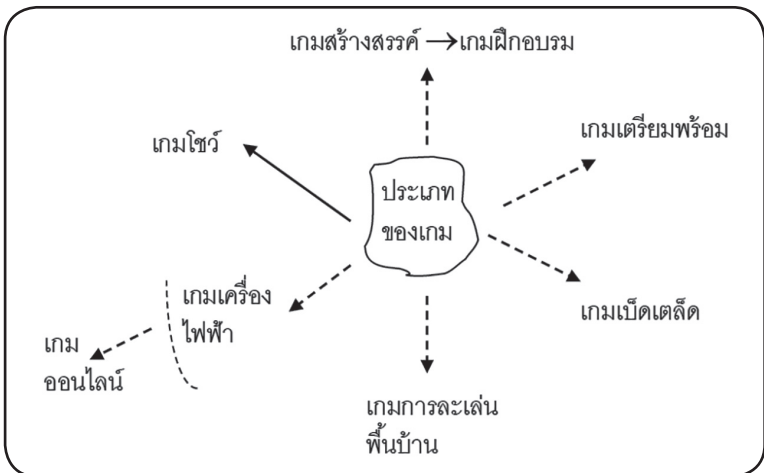 เกมสร้างสรรค์ → เกมฝึกอบรม
เกมโชว์
เกมเตรียมพร้อม
ประเภท
ของเกม
เกมเครื่อง
ไฟฟ้า
เกมเบ็ดเตล็ด
เกม
ออนไลน์
เกมการละเล่น
พื้นบ้าน